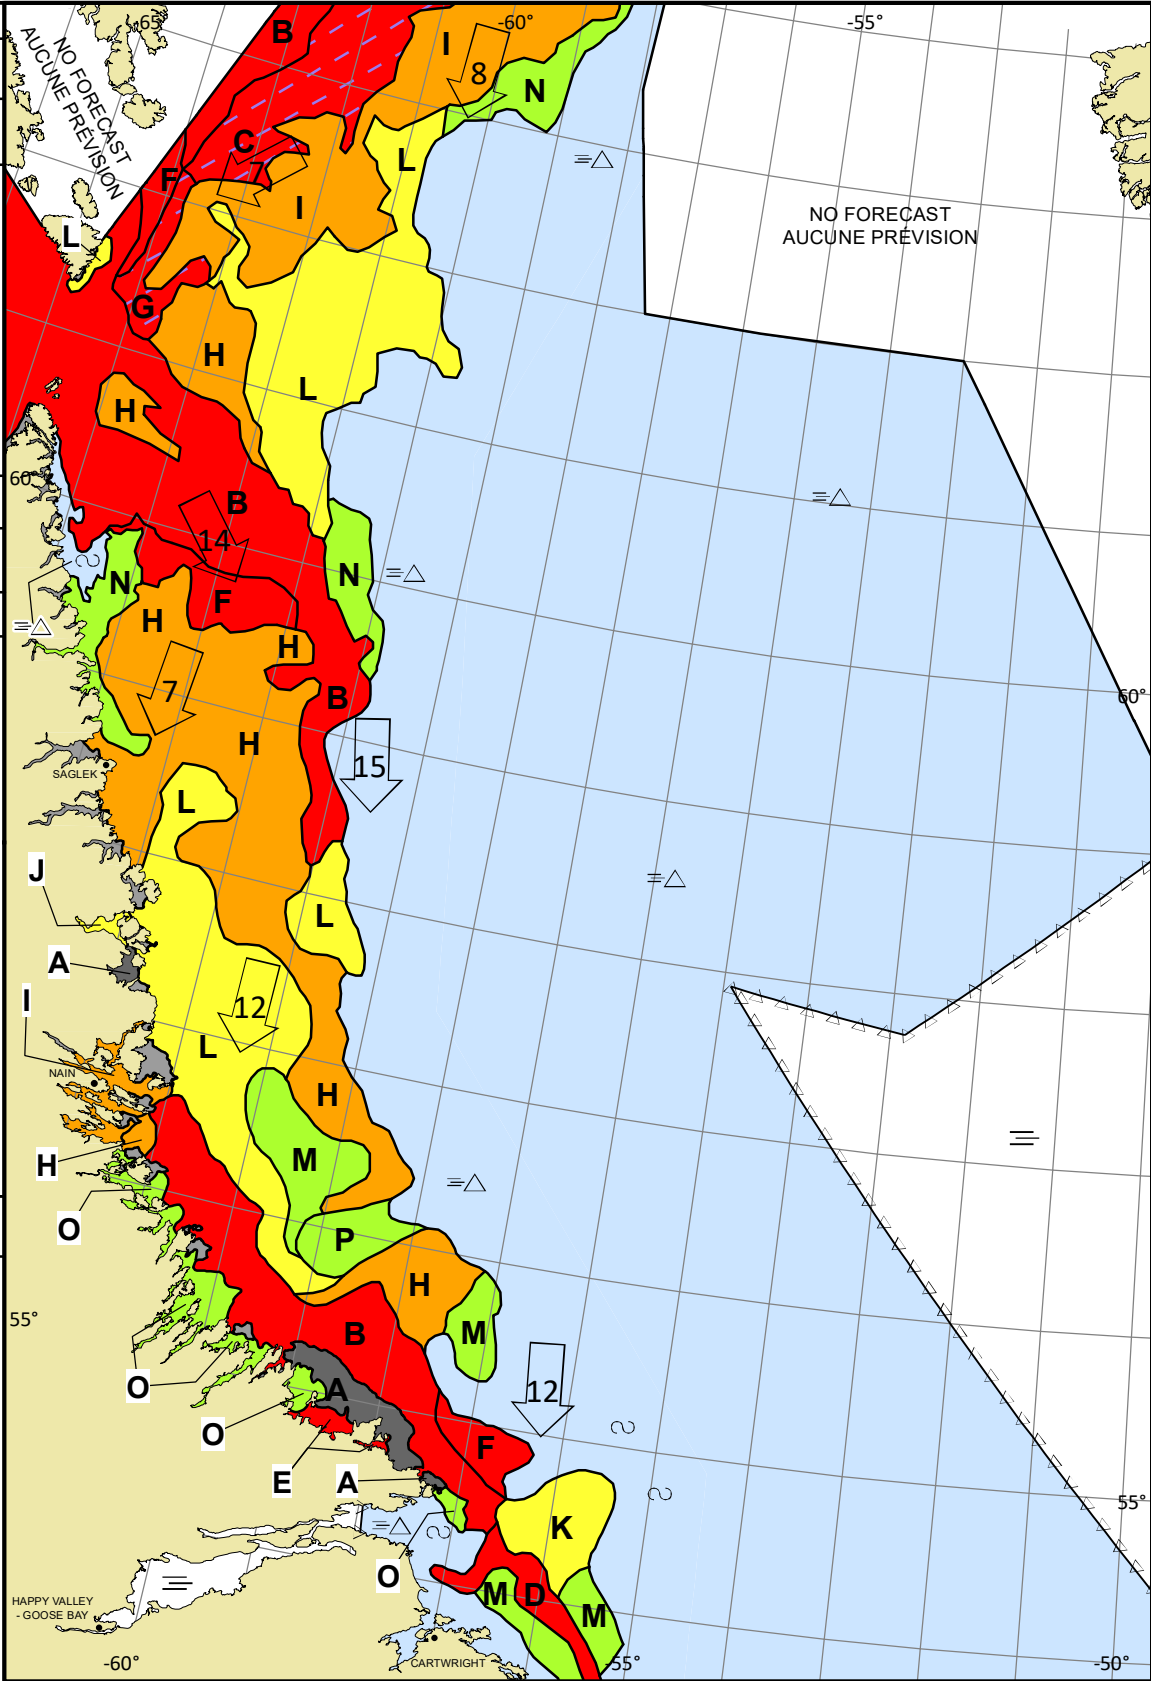 -65
-60°
-55°
B
I
8
NO FORECAST
AUCUNE PRÉVISION
N
C
L
7
F
I
NO FORECAST
AUCUNE PREVISION
L
G
H
L
H
60°
B
14
N
N
F
H
H
7
B
60°
H
15
SAGLEK
L
J
L
A
I
12
L
NAIN
H
M
H
O
P
H
55°
B
M
O
A
12
O
F
E
A
55°
K
O
M
D
HAPPY VALLEY
- GOOSE BAY
M
-60°
CARTWRIGHT
-55°
-50°